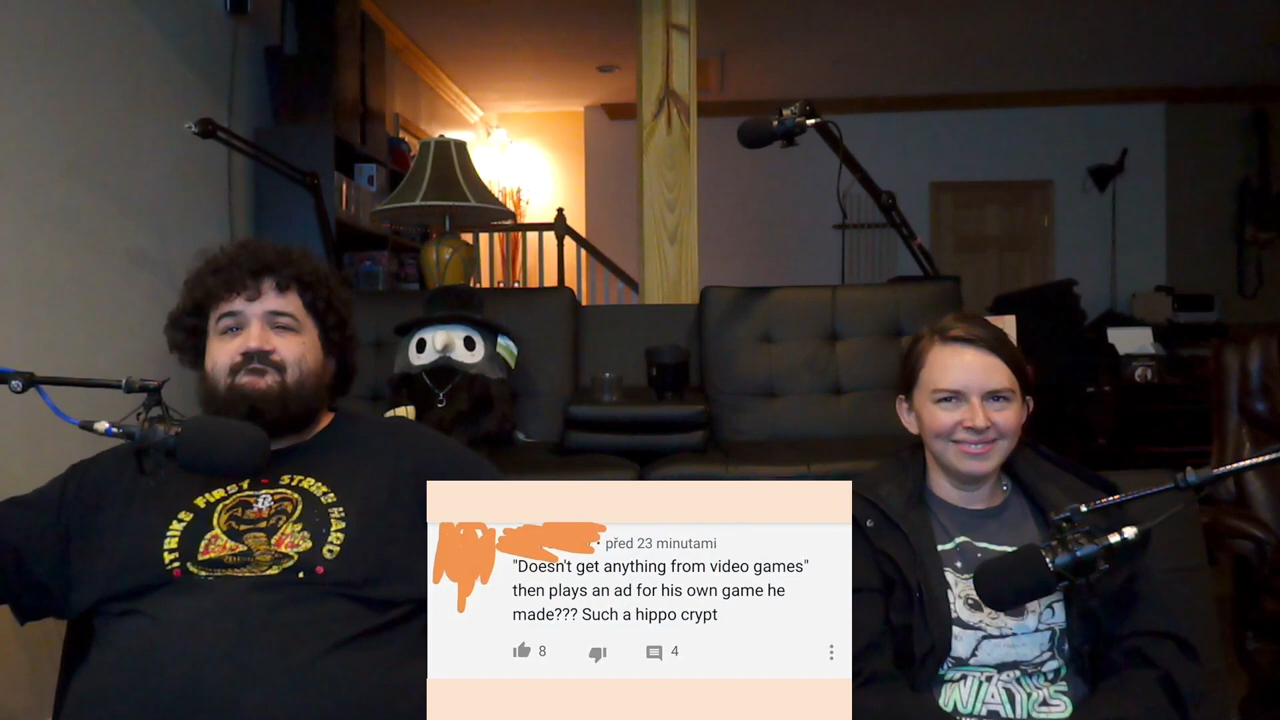 STRIKE FIRST • STRIKE HARD
• před 23 minutami
"Doesn't get anything from video games"
then plays an ad for his own game he
made??? Such a hippo crypt
8
4
WARS